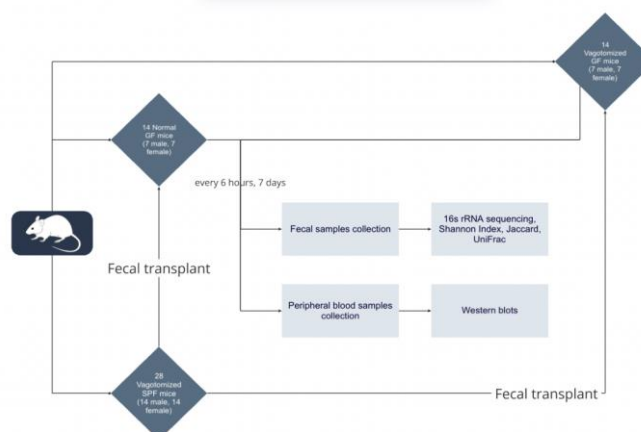 14
Vagotomized
GF mice
(7 male, 7
female)
14 Normal
GF mice
(7 male, 7
female)
every 6 hours, 7 days
Fecal samples collection
16s rRNA sequencing,
Shannon Index, Jaccard,
UniFrac
Fecal transplant
Peripheral blood samples
collection
Western blots
28
Vagotomized
SPF mice
(14 male, 14
female)
Fecal transplant